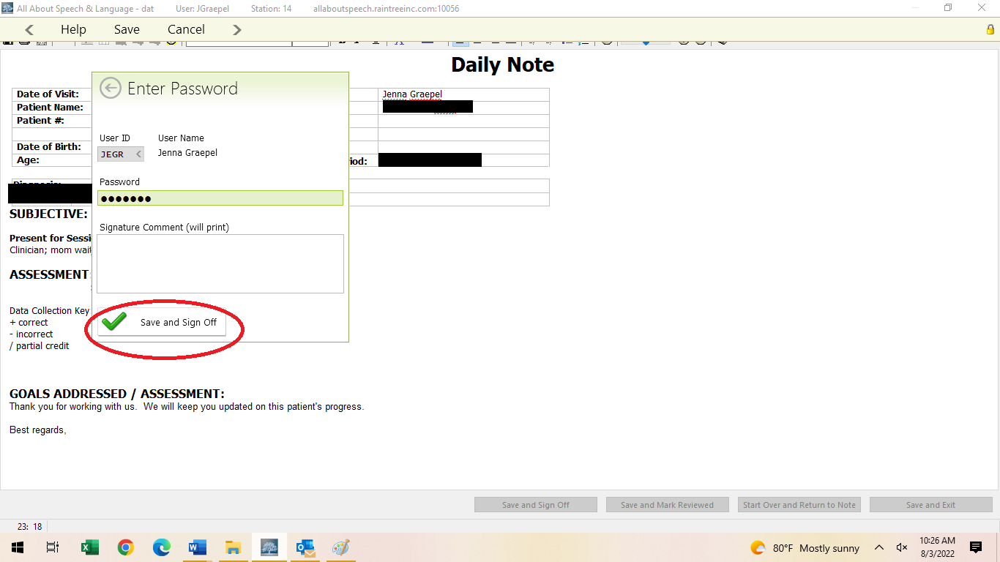 All About Speech & Language - dat User: JGraepel Station: 14 allaboutspeech.raintreeinc.com:10056
Help Save Cancel
Daily Note
Date of Visit: Jenna Graepel
Patient Name:
Patient #:
Date of Birth:
Age: iod:
Enter Password
User ID User Name
JEGR Jenna Graepel
Password
●●●●●●●
Signature Comment (will print)
Save and Sign Off
Diagnosis:
SUBJECTIVE:
Present for Sessi
Clinician; mom wait
ASSESSMENT:
Data Collection Key
+ correct
- incorrect
/ partial credit
GOALS ADDRESSED / ASSESSMENT:
Thank you for working with us. We will keep you updated on this patient's progress.
Best regards,
Save and Sign Off Save and Mark Reviewed Start Over and Return to Note Save and Exit
23: 18
80°F Mostly sunny 10:26 AM
8/3/2022